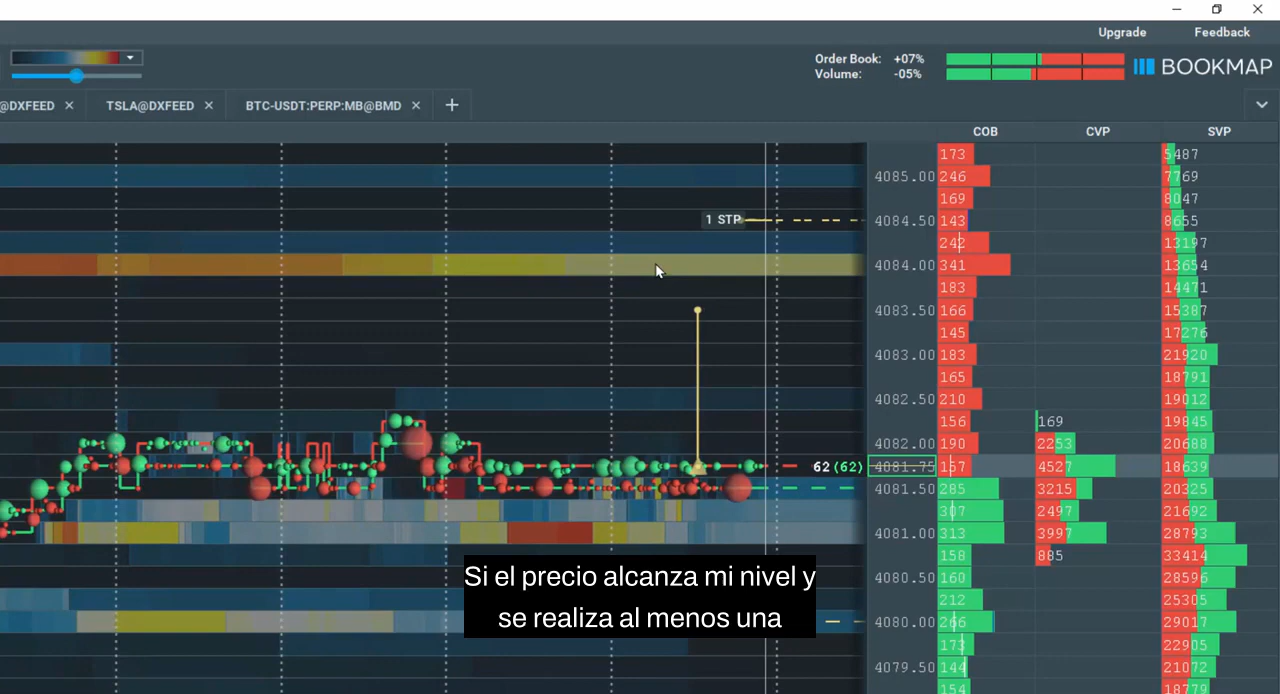 Upgrade Feedback
Order Book: +07%
Volume: -05%
BOOKMAP
@DXFEED × TSLA@DXFEED × BTC-USDT:PERP:MB@BMD × +
COB CVP SVP
173 5487
4085.00 246 7769
169 8047
1 STP 4084.50 143 8655
242 13197
4084.00 341 13654
183 14471
4083.50 166 15387
145 17276
4083.00 183 21920
165 18791
4082.50 210 19012
156 169 19845
4082.00 190 2253 20688
62 (62) 4081.75 157 4527 18639
4081.50 285 3215 20325
307 2497 21692
4081.00 313 3997 28793
158 885 33414
4080.50 160 28596
212 25305
4080.00 266 29017
173 22905
4079.50 144 21072
154 18779
Si el precio alcanza mi nivel y
se realiza al menos una